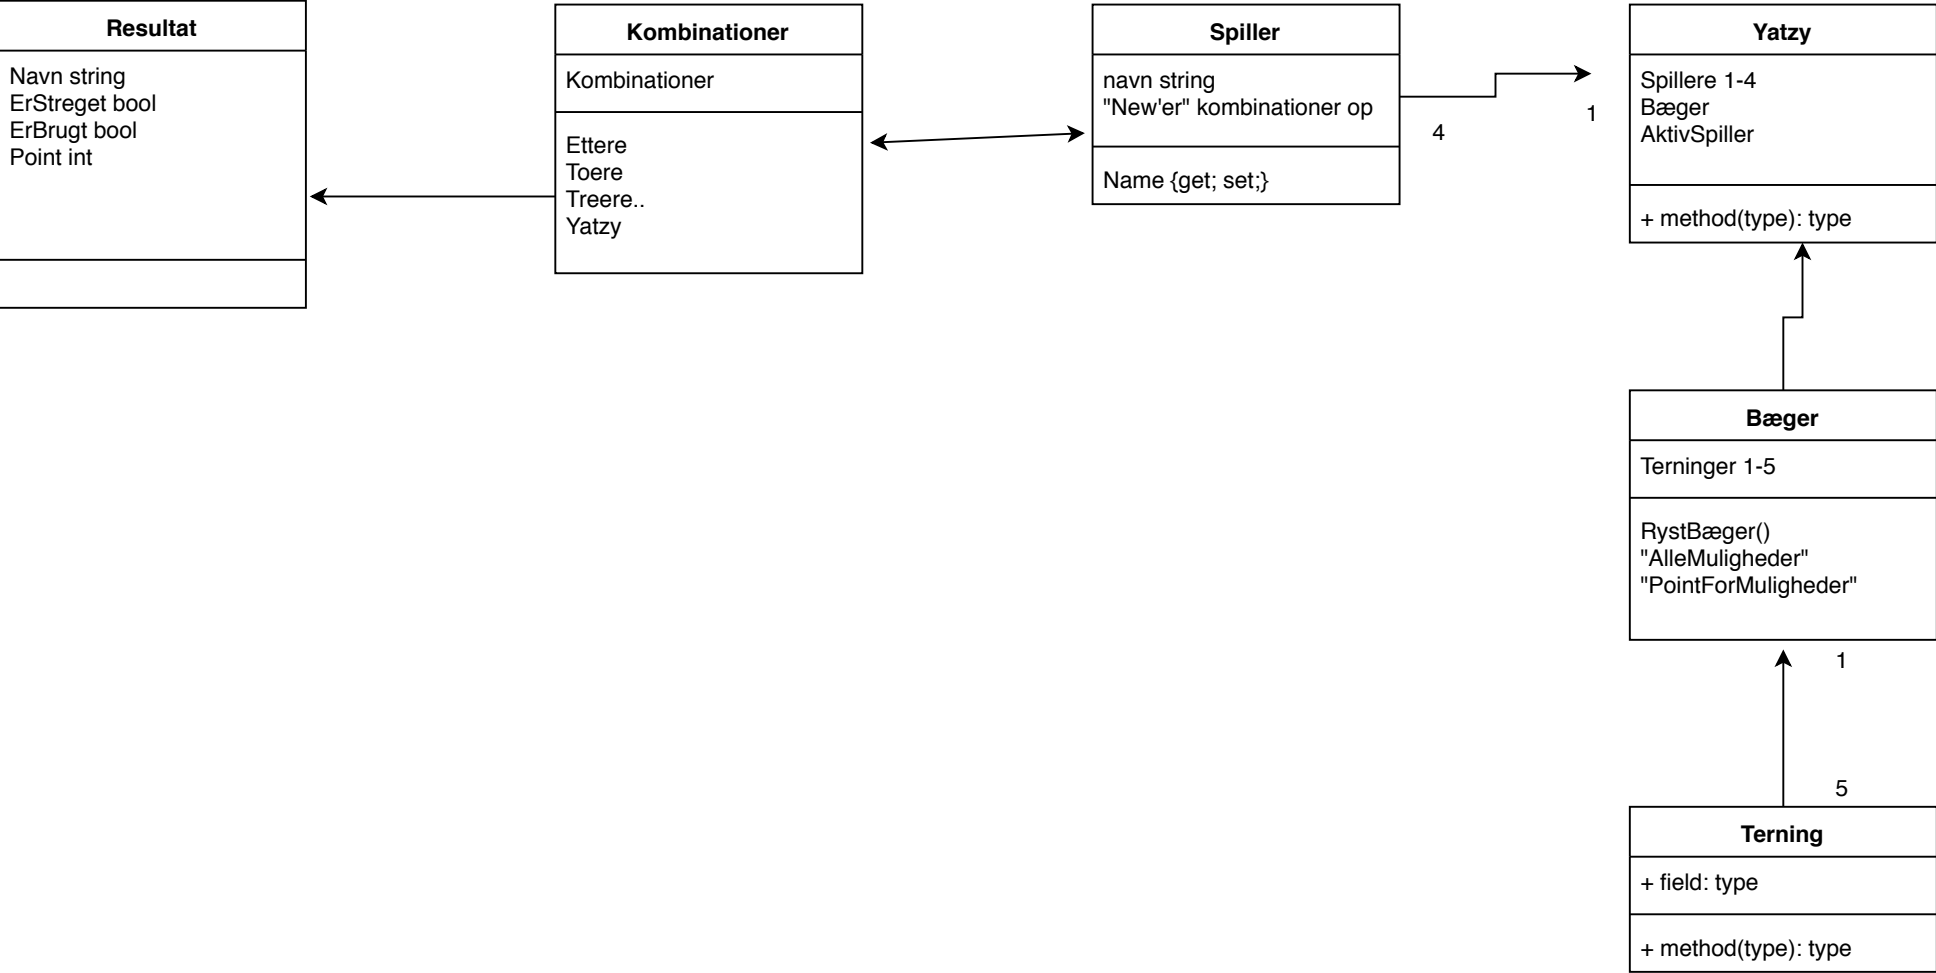 Resultat
Navn string
ErStreget bool
ErBrugt bool
Point int
Kombinationer
Kombinationer
Ettere
Toere
Treere..
Yatzy
Spiller
navn string
"New'er" kombinationer op
Name {get; set;}
4
1
Yatzy
Spillere 1-4
Bæger
AktivSpiller
+ method(type): type
Bæger
Terninger 1-5
RystBæger()
"AlleMuligheder"
"PointForMuligheder"
1
5
Terning
+ field: type
+ method(type): type